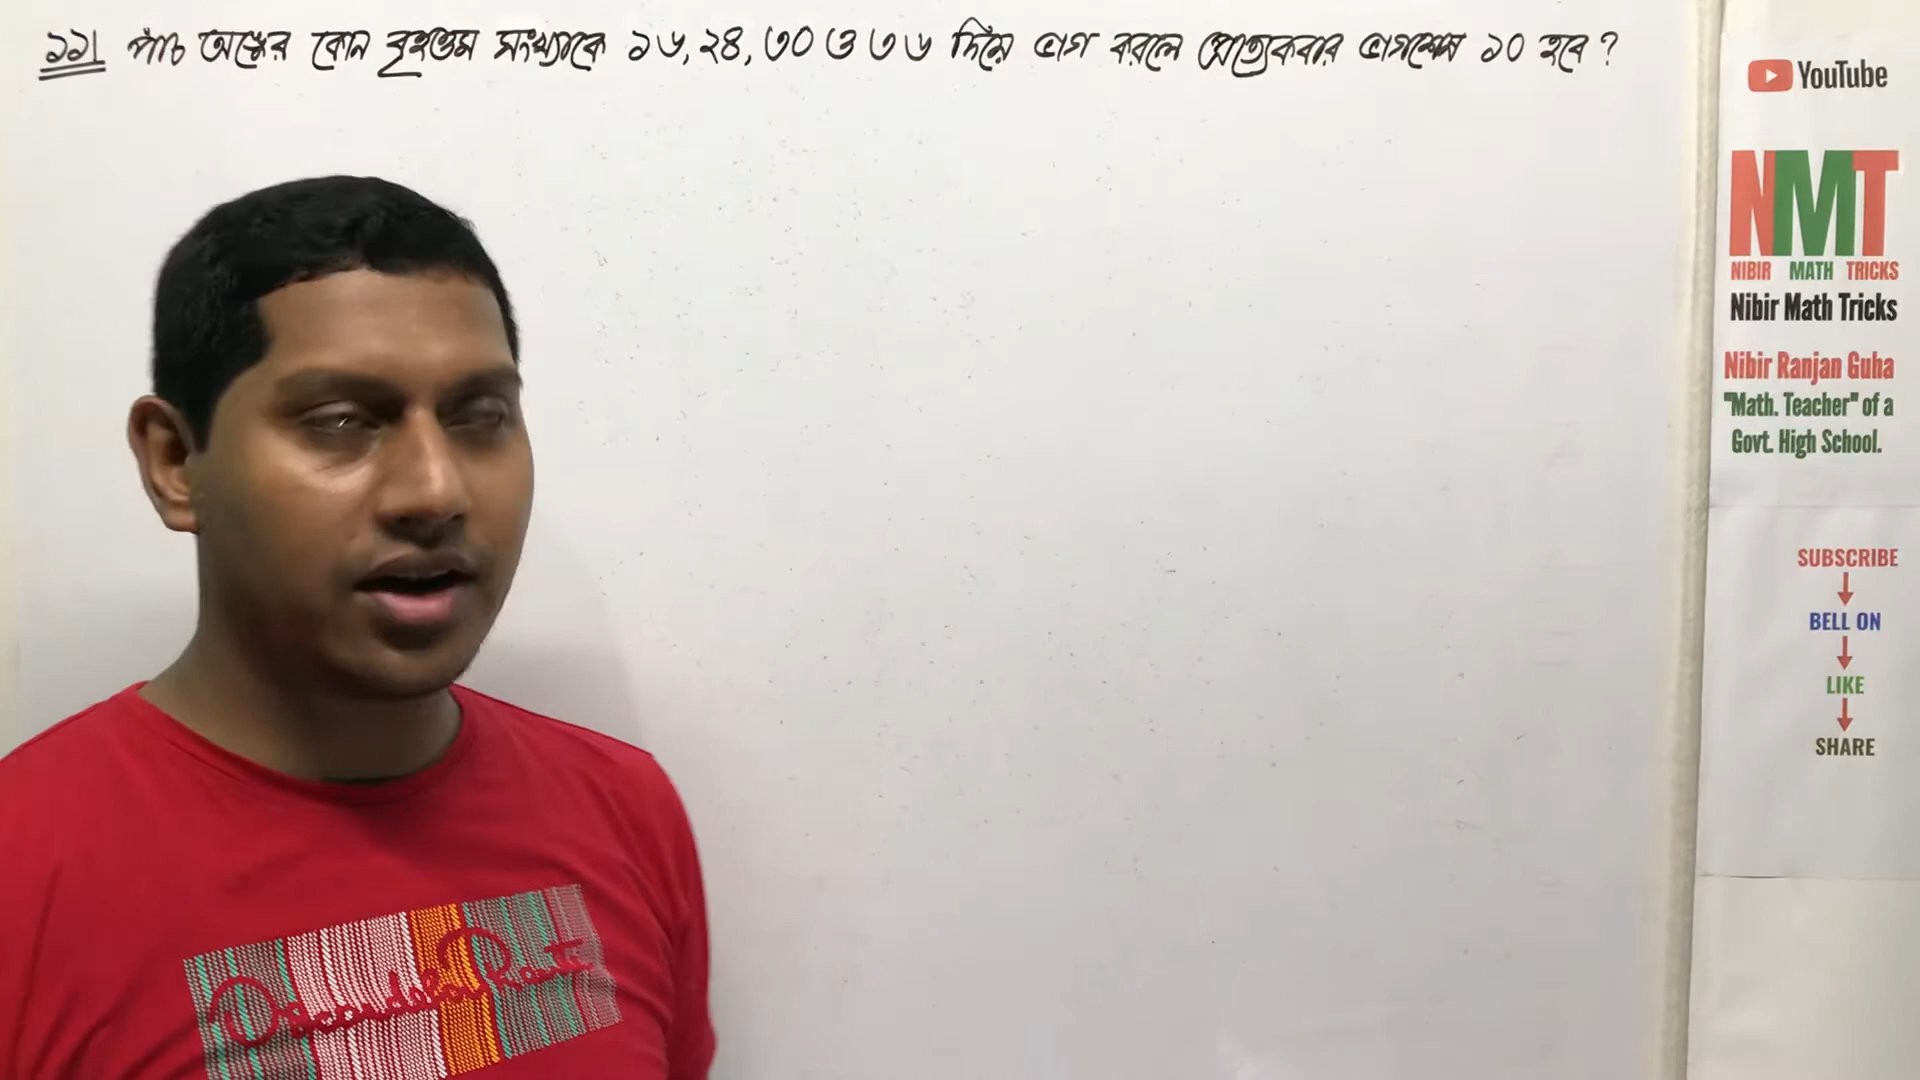 ১১। পাঁচ অঙ্কের কোন বৃহত্তম সংখ্যাকে ১৬, ২৪, ৩০ ও ৩৬ দিয়ে ভাগ করলে প্রত্যেকবার ভাগশেষ ১০ হবে ?
YouTube
NMT
NIBIR MATH TRICKS
Nibir Math Tricks
Nibir Ranjan Guha
"Math. Teacher" of a
Govt. High School.
SUBSCRIBE
BELL ON
LIKE
SHARE